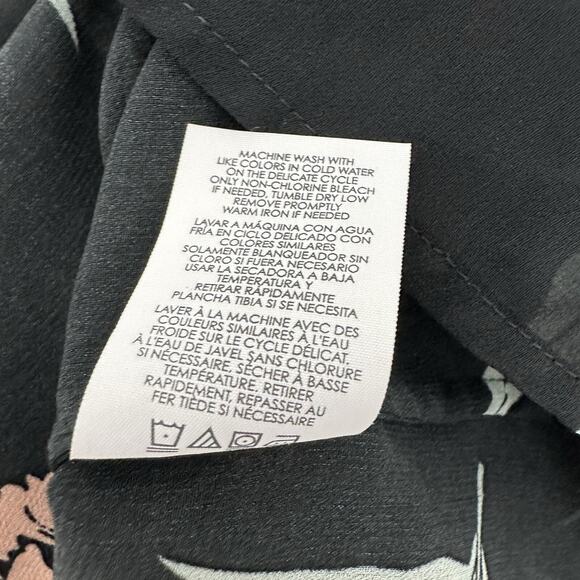 MACHINE WASH WITH
LIKE COLORS IN COLD WATER
ON THE DELICATE CYCLE
ONLY NON-CHLORINE BLEACH
IF NEEDED, TUMBLE DRY LOW
REMOVE PROMPTLY
WARM IRON IF NEEDED
LAVAR A MÁQUINA CON AGUA
FRÍA EN CICLO DELICADO CON
COLORES SIMILARES
SOLAMENTE BLANQUEADOR SIN
CLORO SI FUERA NECESARIO
USAR LA SECADORA A BAJA
TEMPERATURA Y
RETIRAR RÁPIDAMENTE
PLANCHA TIBIA SI SE NECESITA
LAVER À LA MACHINE AVEC DES
COULEURS SIMILAIRES À L'EAU
FROIDE SUR LE CYCLE DÉLICAT.
À L'EAU DE JAVEL SANS CHLORURE
SI NÉCESSAIRE. SÉCHER À BASSE
TEMPÉRATURE. RETIRER
RAPIDEMENT, REPASSER AU
FER TIÈDE SI NÉCESSAIRE